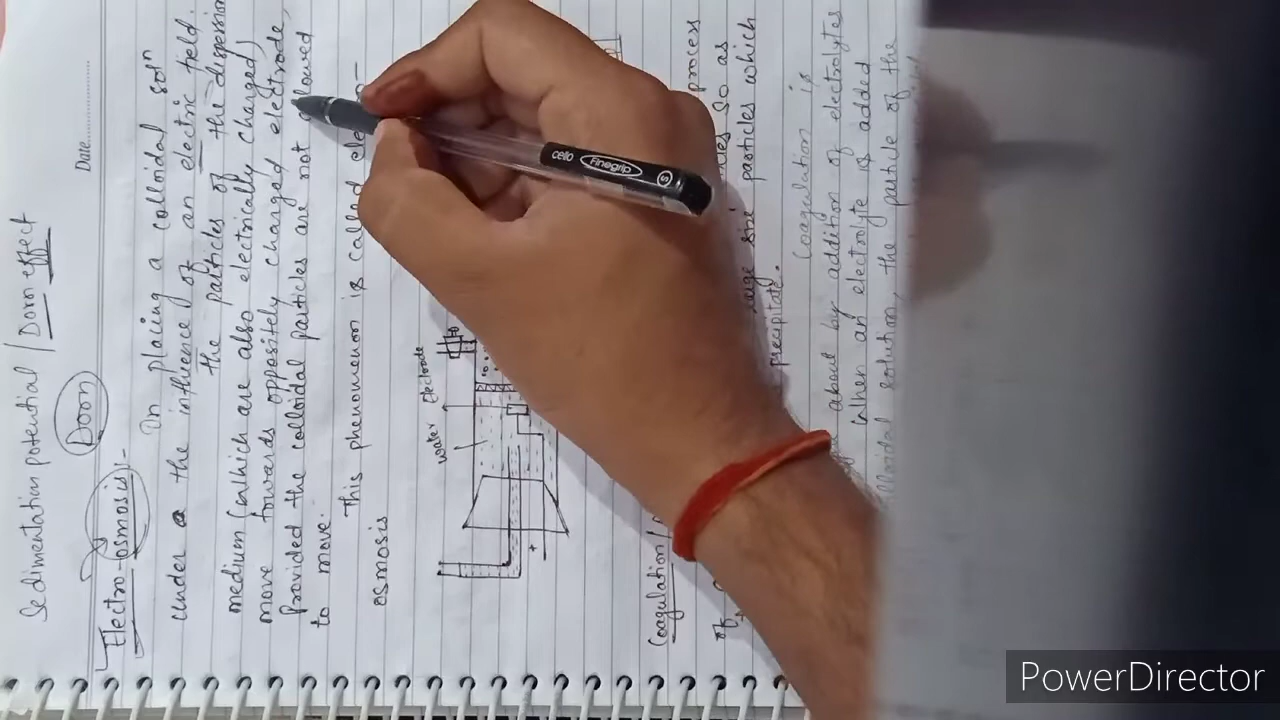 Date............
Sedimentation potential / Dorn effect
Dorn
Electro-osmosis:-
On placing a colloidal solⁿ
under the influence of an electric field.
the particles of the dispersion
medium (which are also electrically charged)
move towards oppositely charged electrode,
provided the colloidal particles are not allowed
to move.
This phenomenon is called electro-
osmosis
water
Electrode
+
Coagulation /
process
of
so as
size particles which
precipitate.
Coagulation is
about by addition of electrolytes
When an electrolyte is added
colloidal solution, the particle of the
cello Finegrip S
PowerDirector